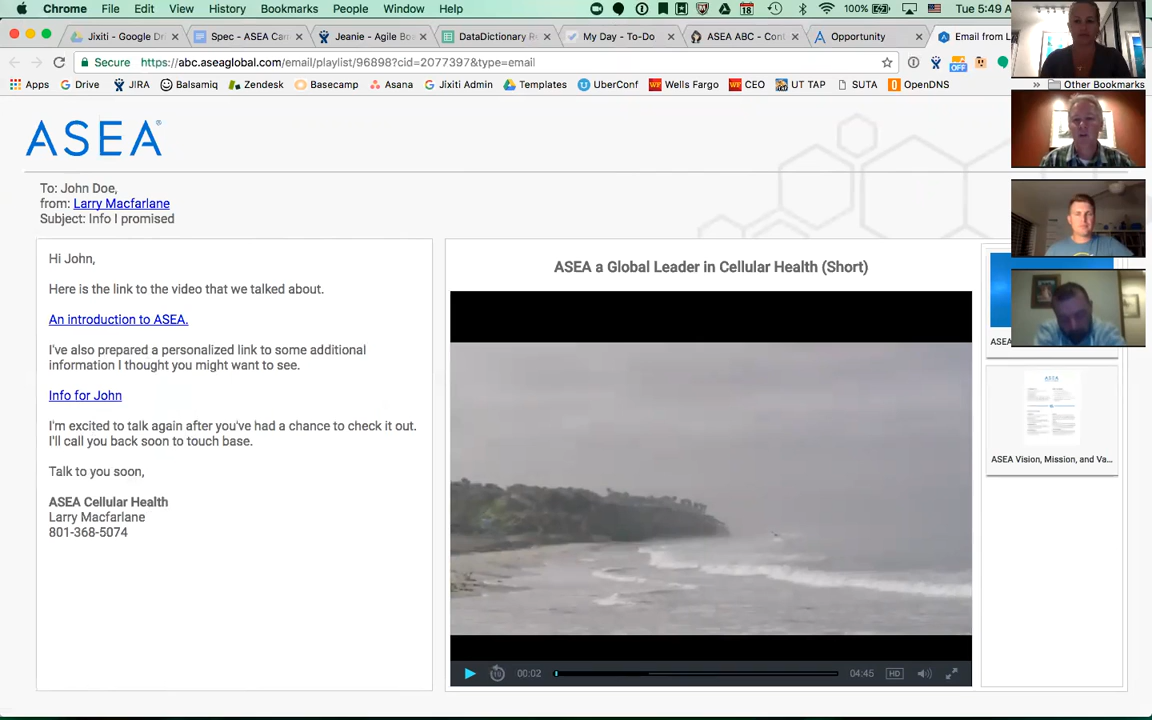 Chrome File Edit View History Bookmarks People Window Help 18 100% Tue 5:49 A
Jixiti - Google Dri Spec - ASEA Car Jeanie - Agile Boa DataDictionary R My Day - To-Do ASEA ABC - Cont Opportunity Email from L
Secure https://abc.aseaglobal.com/email/playlist/96898?cid=2077397&type=email OFF
Apps Drive JIRA Balsamiq Zendesk Basecamp Asana Jixiti Admin Templates UberConf Wells Fargo CEO UT TAP SUTA OpenDNS » Other Bookmarks
ASEA®
To: John Doe,
from: Larry Macfarlane
Subject: Info I promised
Hi John,
Here is the link to the video that we talked about.
An introduction to ASEA.
I've also prepared a personalized link to some additional
information I thought you might want to see.
Info for John
I'm excited to talk again after you've had a chance to check it out.
I'll call you back soon to touch base.
Talk to you soon,
ASEA Cellular Health
Larry Macfarlane
801-368-5074
ASEA a Global Leader in Cellular Health (Short)
10 00:02 04:45 HD
ASEA
ASEA
ASEA Vision, Mission, and Va...